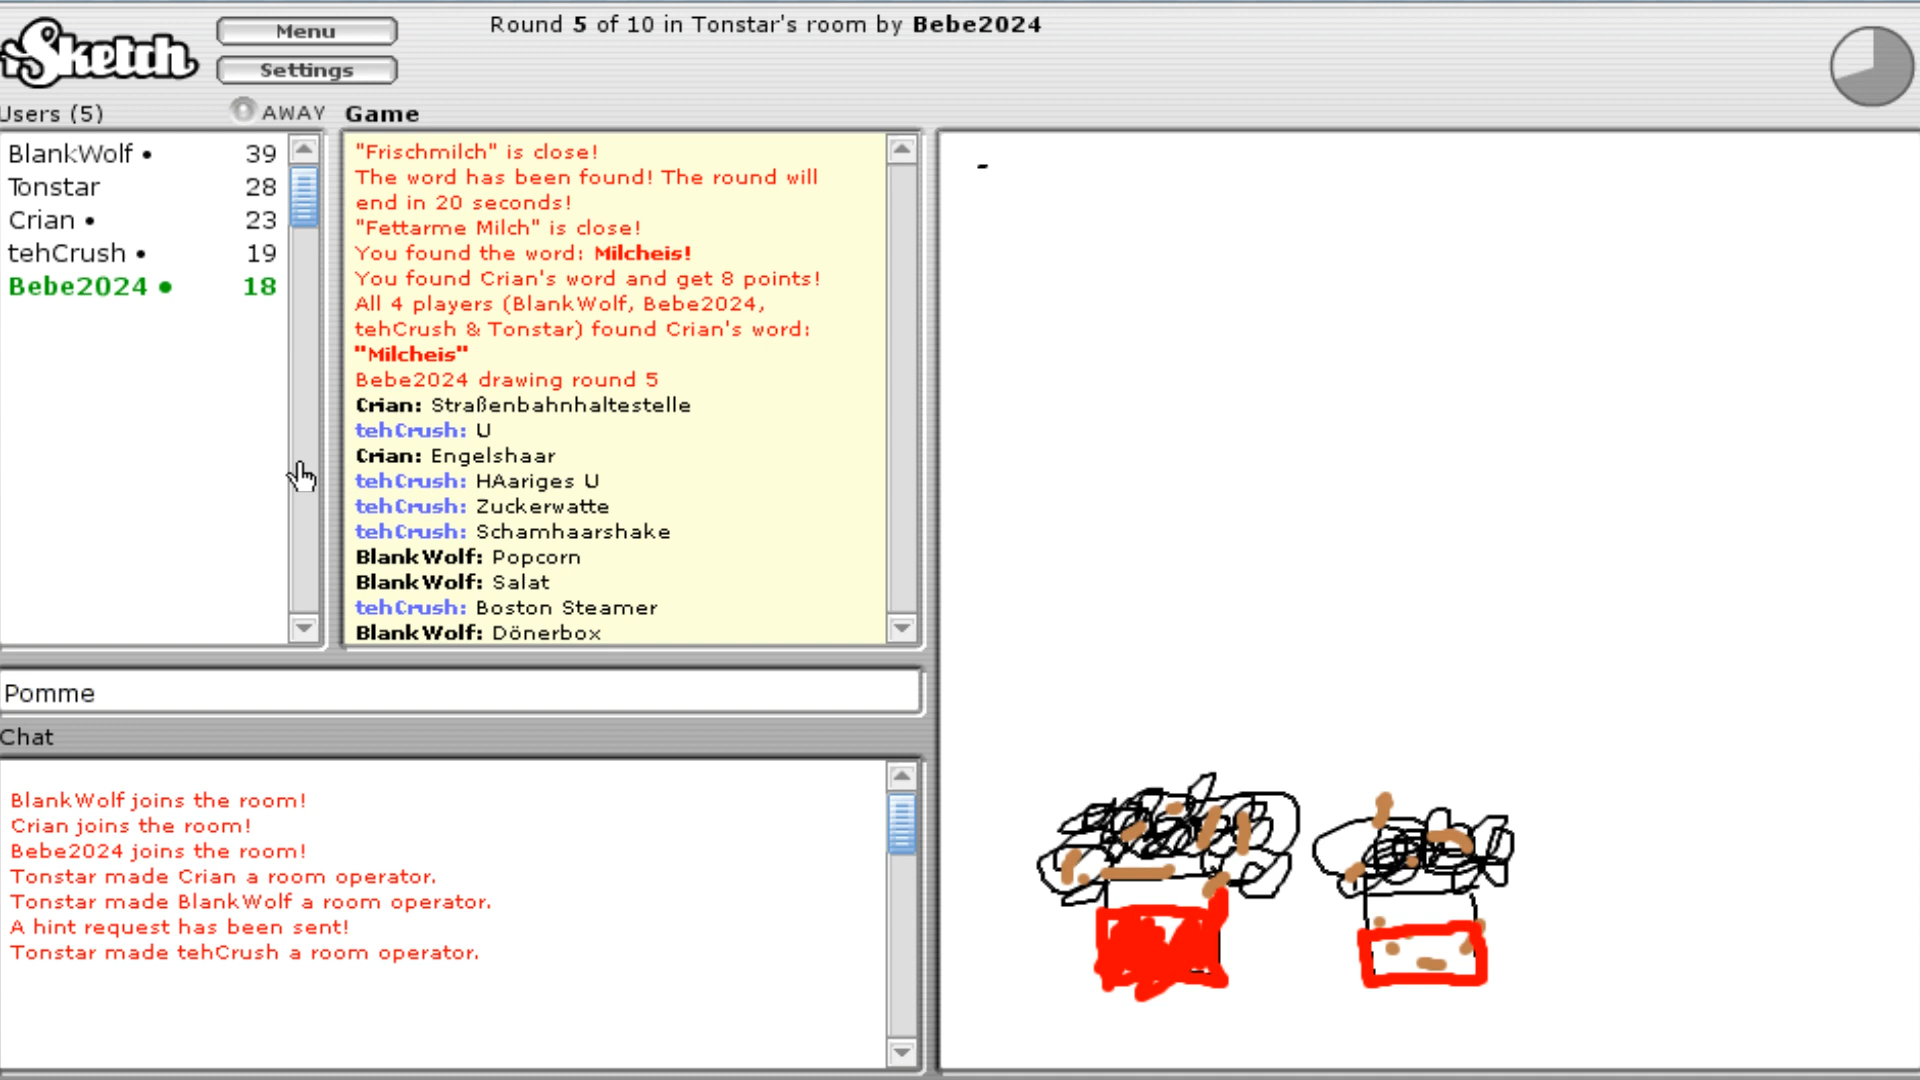 iSketch
Menu
Settings
Round 5 of 10 in Tonstar's room by Bebe2024
Users (5)
AWAY
BlankWolf • 39
Tonstar 28
Crian • 23
tehCrush • 19
Bebe2024 • 18
Game
"Frischmilch" is close!
The word has been found! The round will
end in 20 seconds!
"Fettarme Milch" is close!
You found the word: Milcheis!
You found Crian's word and get 8 points!
All 4 players (BlankWolf, Bebe2024,
tehCrush & Tonstar) found Crian's word:
"Milcheis"
Bebe2024 drawing round 5
Crian: Straßenbahnhaltestelle
tehCrush: U
Crian: Engelshaar
tehCrush: HAariges U
tehCrush: Zuckerwatte
tehCrush: Schamhaarshake
BlankWolf: Popcorn
BlankWolf: Salat
tehCrush: Boston Steamer
BlankWolf: Dönerbox
Pomme
Chat
BlankWolf joins the room!
Crian joins the room!
Bebe2024 joins the room!
Tonstar made Crian a room operator.
Tonstar made BlankWolf a room operator.
A hint request has been sent!
Tonstar made tehCrush a room operator.